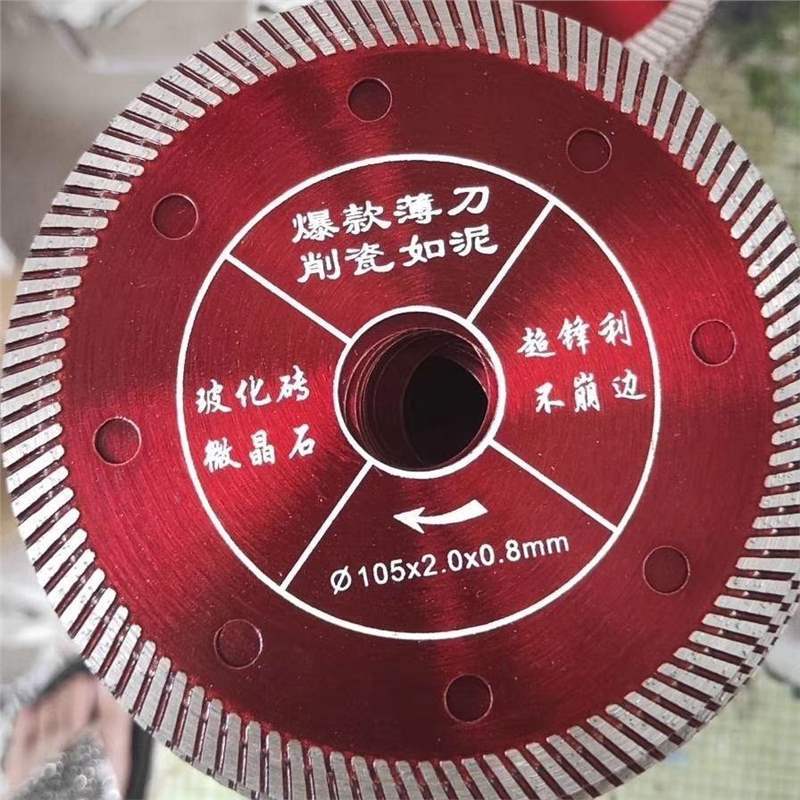 爆款薄刀
削瓷如泥
玻化砖
微晶石
超锋利
不崩边
Ø105x2.0x0.8mm